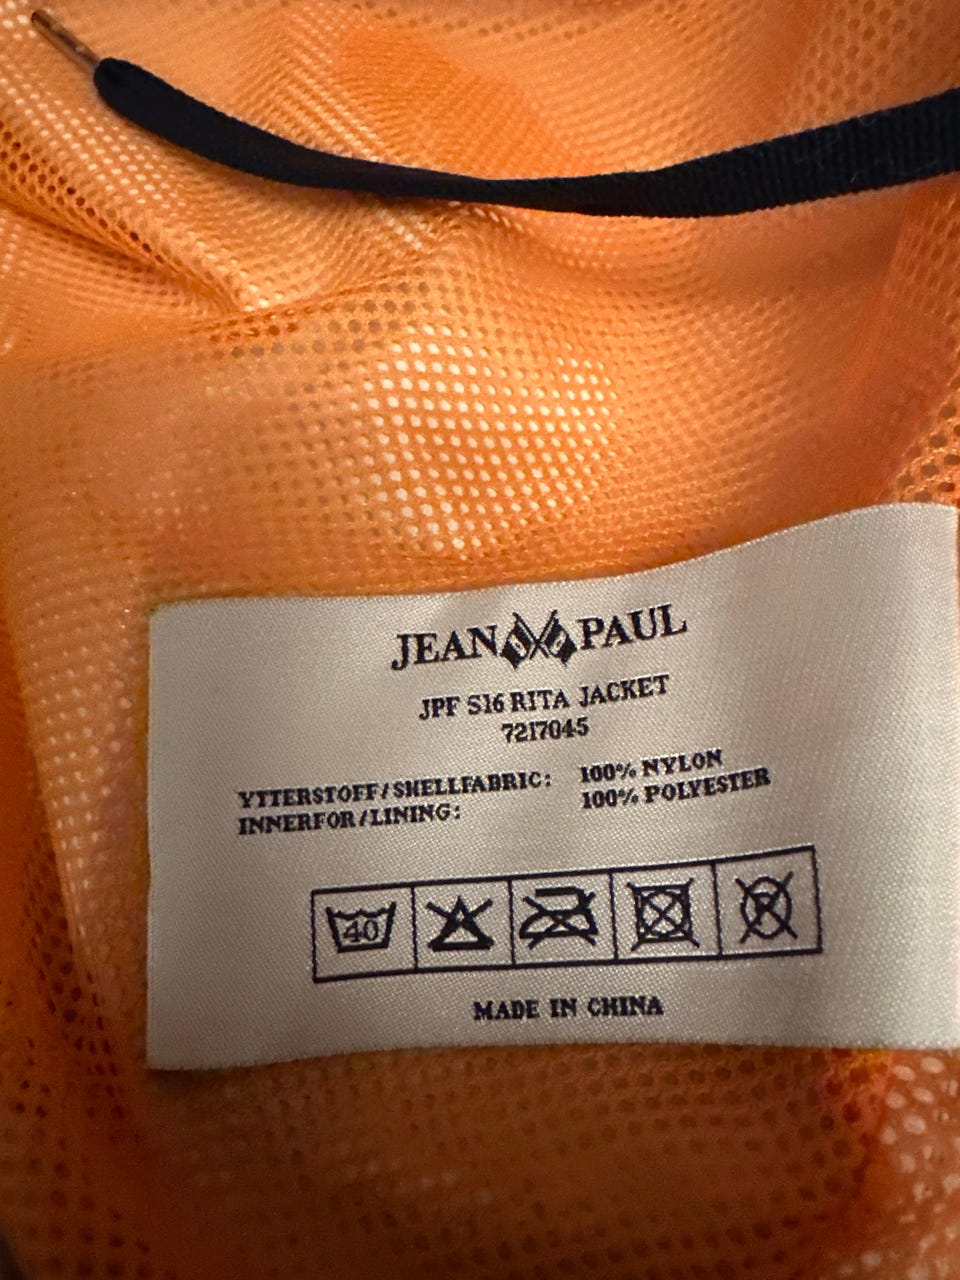 JEAN PAUL
JPF S16 RITA JACKET
7217045
YTTERSTOFF/SHELLFABRIC: 100% NYLON
INNERFOR/LINING: 100% POLYESTER
40
P
MADE IN CHINA